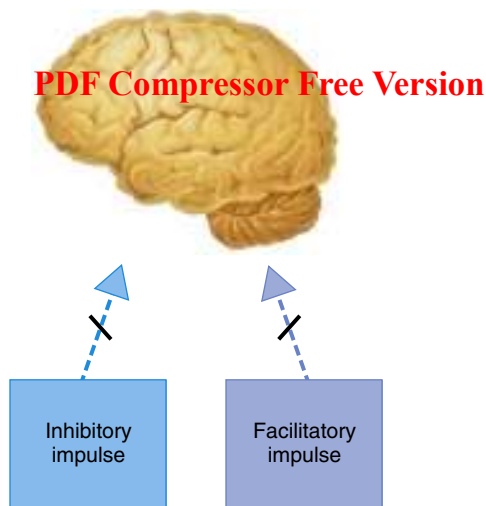 PDF Compressor Free Version
Inhibitory
impulse
Facilitatory
impulse